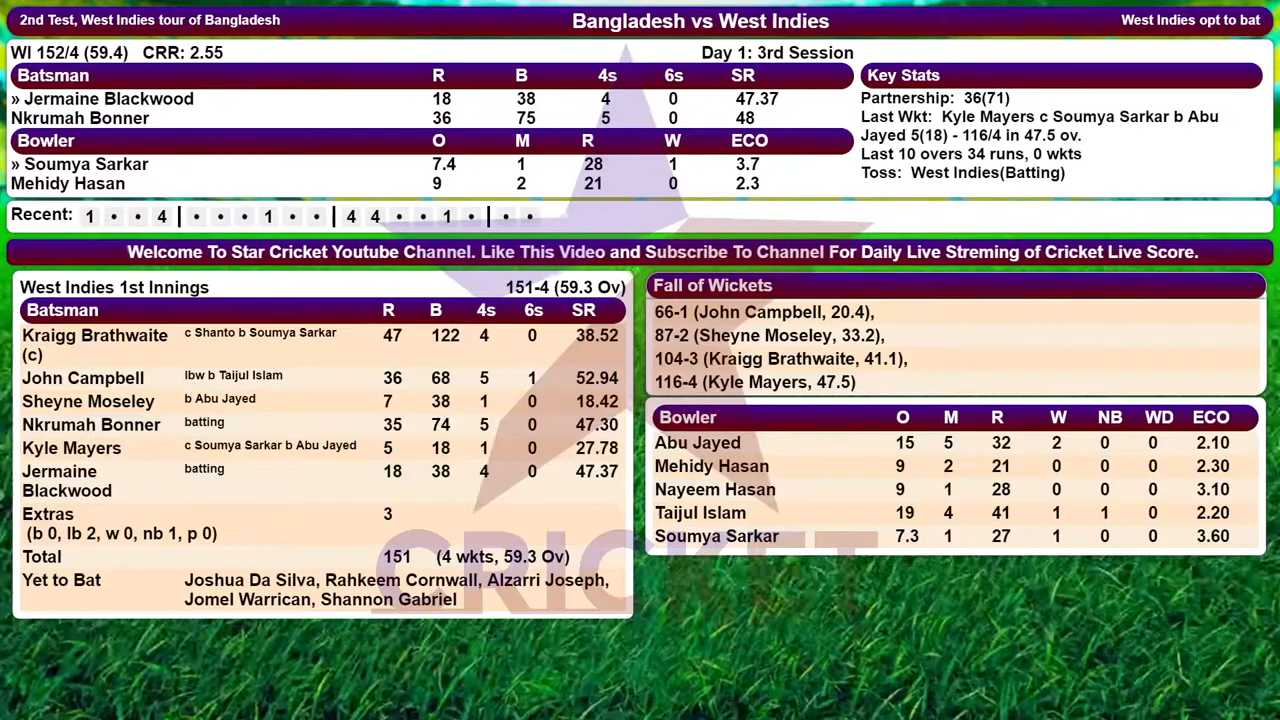 2nd Test, West Indies tour of Bangladesh Bangladesh vs West Indies West Indies opt to bat
WI 152/4 (59.4) CRR: 2.55 Day 1: 3rd Session
Batsman R B 4s 6s SR
» Jermaine Blackwood 18 38 4 0 47.37
Nkrumah Bonner 36 75 5 0 48
Bowler O M R W ECO
» Soumya Sarkar 7.4 1 28 1 3.7
Mehidy Hasan 9 2 21 0 2.3
Key Stats
Partnership: 36(71)
Last Wkt: Kyle Mayers c Soumya Sarkar b Abu
Jayed 5(18) - 116/4 in 47.5 ov.
Last 10 overs 34 runs, 0 wkts
Toss: West Indies(Batting)
Recent: 1 • • 4 | • • • 1 • • | 4 4 • • 1 • | • •
Welcome To Star Cricket Youtube Channel. Like This Video and Subscribe To Channel For Daily Live Streming of Cricket Live Score.
West Indies 1st Innings 151-4 (59.3 Ov)
Batsman R B 4s 6s SR
Kraigg Brathwaite c Shanto b Soumya Sarkar 47 122 4 0 38.52
(c)
John Campbell lbw b Taijul Islam 36 68 5 1 52.94
Sheyne Moseley b Abu Jayed 7 38 1 0 18.42
Nkrumah Bonner batting 35 74 5 0 47.30
Kyle Mayers c Soumya Sarkar b Abu Jayed 5 18 1 0 27.78
Jermaine batting 18 38 4 0 47.37
Blackwood
Extras 3
(b 0, lb 2, w 0, nb 1, p 0)
Total 151 (4 wkts, 59.3 Ov)
Yet to Bat Joshua Da Silva, Rahkeem Cornwall, Alzarri Joseph,
Jomel Warrican, Shannon Gabriel
Fall of Wickets
66-1 (John Campbell, 20.4),
87-2 (Sheyne Moseley, 33.2),
104-3 (Kraigg Brathwaite, 41.1),
116-4 (Kyle Mayers, 47.5)
Bowler O M R W NB WD ECO
Abu Jayed 15 5 32 2 0 0 2.10
Mehidy Hasan 9 2 21 0 0 0 2.30
Nayeem Hasan 9 1 28 0 0 0 3.10
Taijul Islam 19 4 41 1 1 0 2.20
Soumya Sarkar 7.3 1 27 1 0 0 3.60
CRICKET